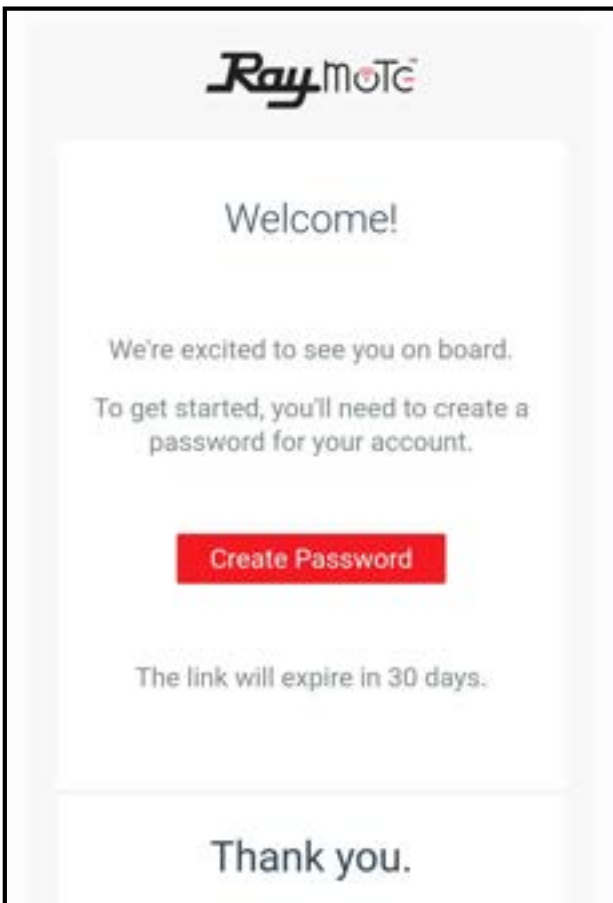 RayMOTE™
Welcome!
We're excited to see you on board.
To get started, you'll need to create a
password for your account.
Create Password
The link will expire in 30 days.
Thank you.